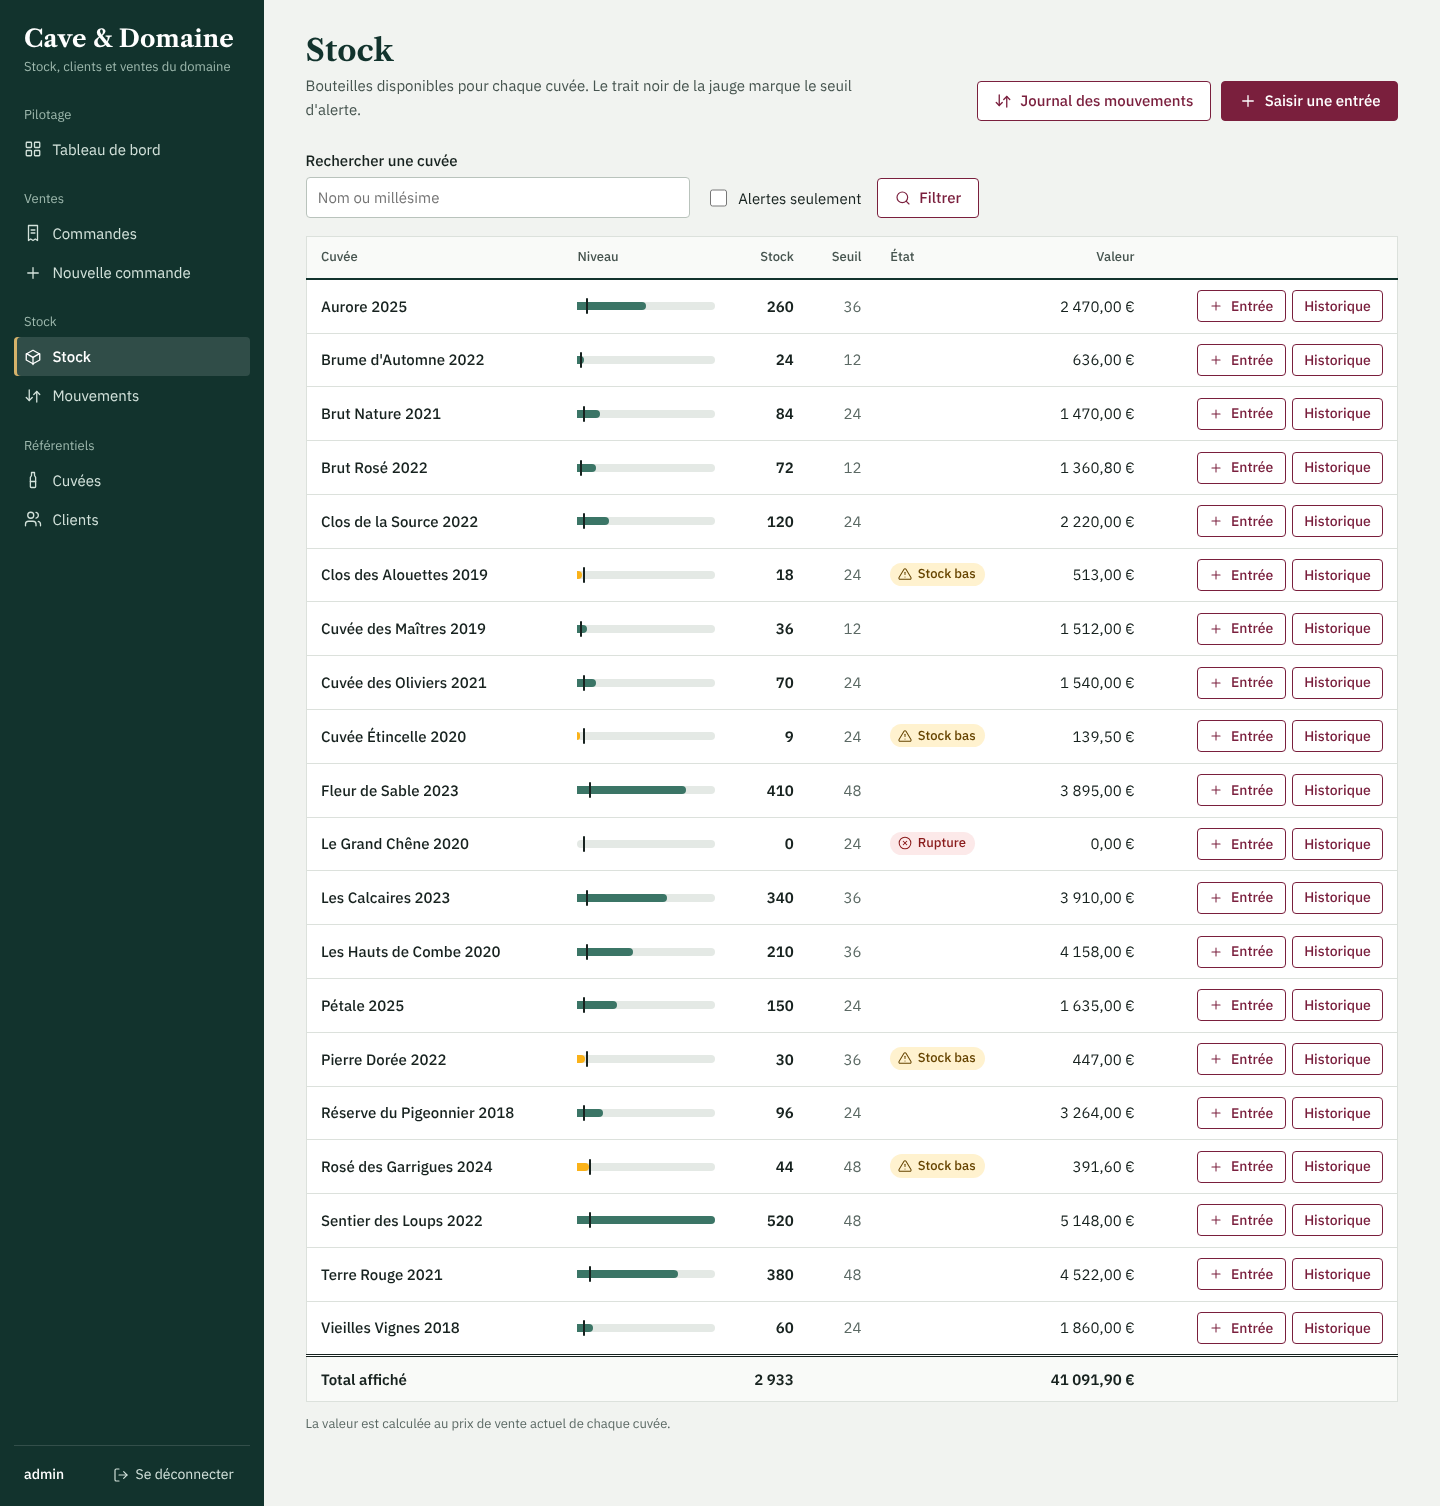 Cave & Domaine
Stock, clients et ventes du domaine
Pilotage
Tableau de bord
Ventes
Commandes
Nouvelle commande
Stock
Stock
Mouvements
Référentiels
Cuvées
Clients
admin
Se déconnecter
Stock
Bouteilles disponibles pour chaque cuvée. Le trait noir de la jauge marque le seuil
d'alerte.
Journal des mouvements
Saisir une entrée
Rechercher une cuvée
Nom ou millésime
Alertes seulement
Filtrer
Cuvée Niveau Stock Seuil État Valeur
Aurore 2025 260 36 2 470,00 € Entrée Historique
Brume d'Automne 2022 24 12 636,00 € Entrée Historique
Brut Nature 2021 84 24 1 470,00 € Entrée Historique
Brut Rosé 2022 72 12 1 360,80 € Entrée Historique
Clos de la Source 2022 120 24 2 220,00 € Entrée Historique
Clos des Alouettes 2019 18 24 Stock bas 513,00 € Entrée Historique
Cuvée des Maîtres 2019 36 12 1 512,00 € Entrée Historique
Cuvée des Oliviers 2021 70 24 1 540,00 € Entrée Historique
Cuvée Étincelle 2020 9 24 Stock bas 139,50 € Entrée Historique
Fleur de Sable 2023 410 48 3 895,00 € Entrée Historique
Le Grand Chêne 2020 0 24 Rupture 0,00 € Entrée Historique
Les Calcaires 2023 340 36 3 910,00 € Entrée Historique
Les Hauts de Combe 2020 210 36 4 158,00 € Entrée Historique
Pétale 2025 150 24 1 635,00 € Entrée Historique
Pierre Dorée 2022 30 36 Stock bas 447,00 € Entrée Historique
Réserve du Pigeonnier 2018 96 24 3 264,00 € Entrée Historique
Rosé des Garrigues 2024 44 48 Stock bas 391,60 € Entrée Historique
Sentier des Loups 2022 520 48 5 148,00 € Entrée Historique
Terre Rouge 2021 380 48 4 522,00 € Entrée Historique
Vieilles Vignes 2018 60 24 1 860,00 € Entrée Historique
Total affiché 2 933 41 091,90 €
La valeur est calculée au prix de vente actuel de chaque cuvée.